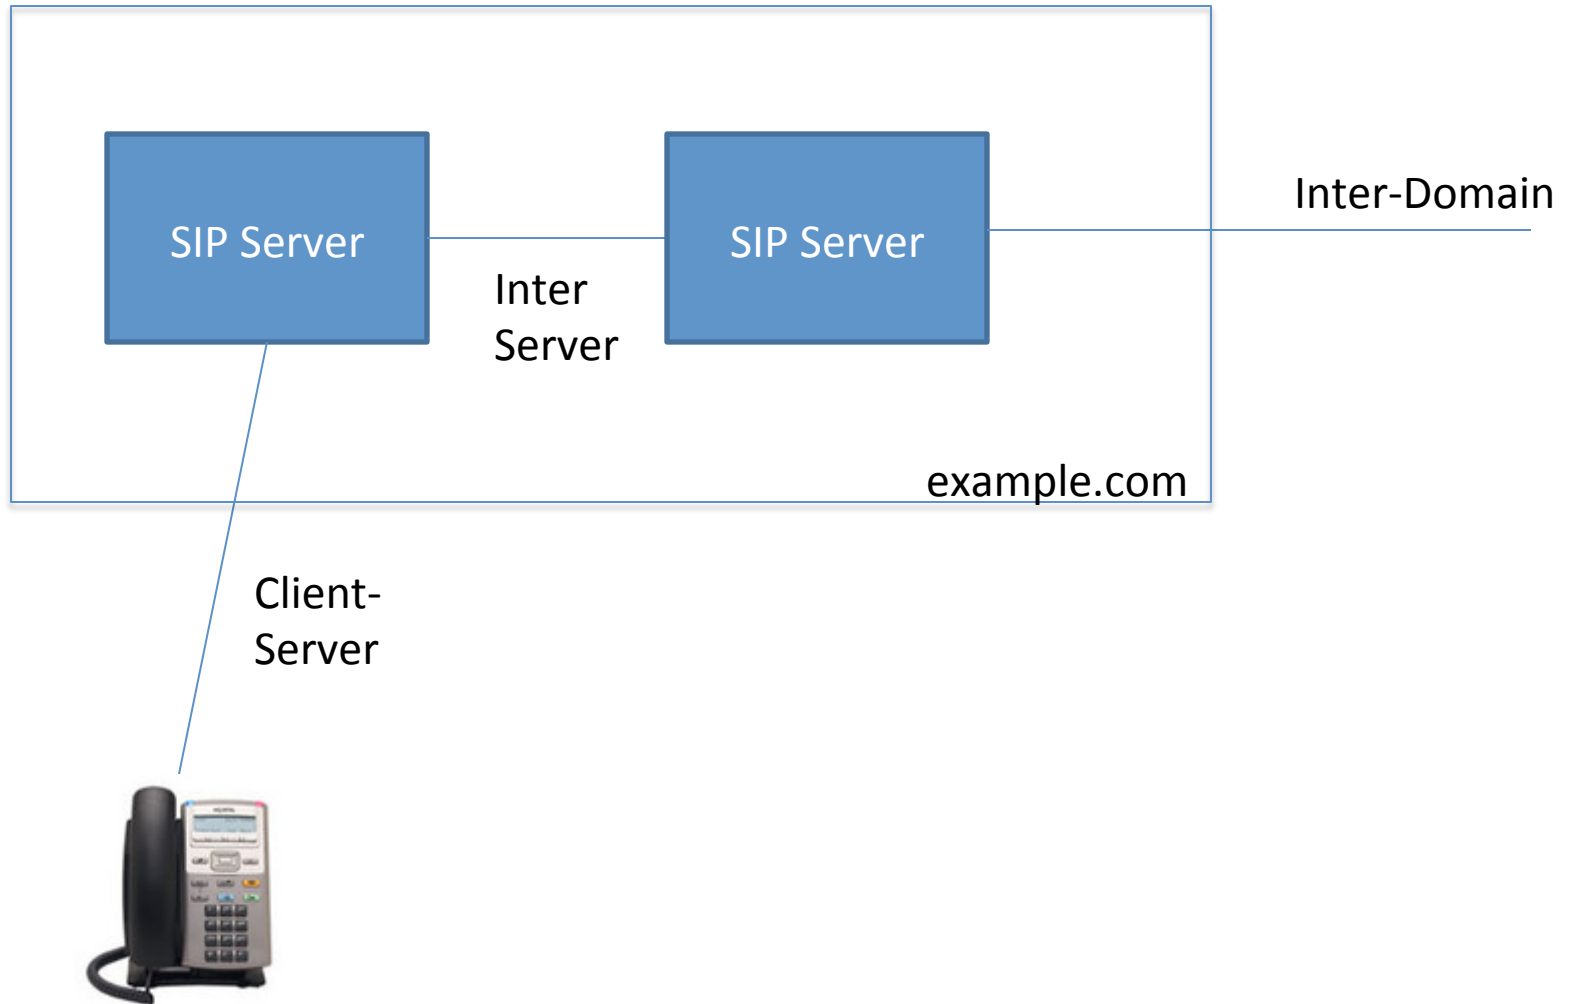 Inter-Domain
SIP Server
SIP Server
Inter
Server
example.com
Client-
Server